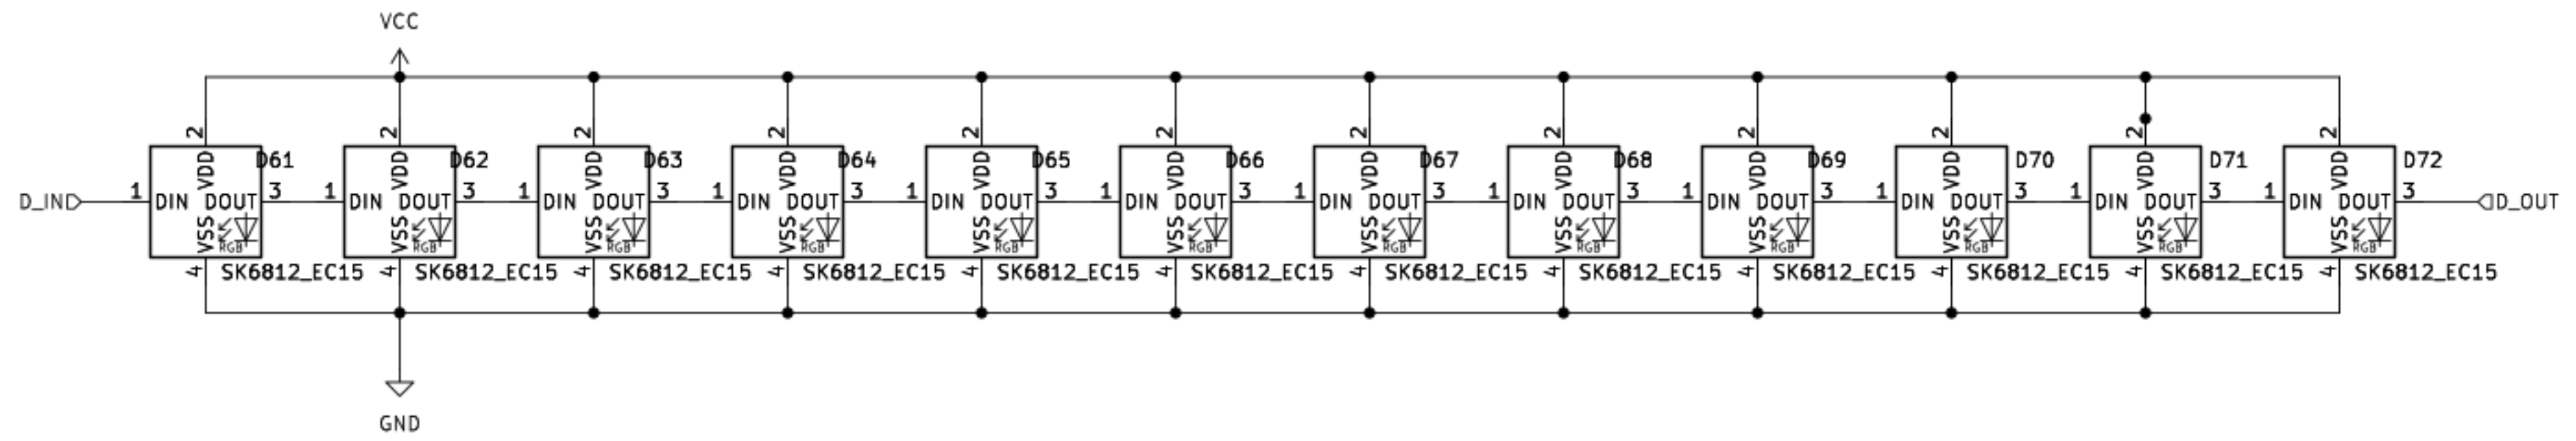 VCC
2 2 2 2 2 2 2 2 2 2 2 2
D61 D62 D63 D64 D65 D66 D67 D68 D69 D70 D71 D72
VDD VDD VDD VDD VDD VDD VDD VDD VDD VDD VDD VDD
D_IN 1 DIN DOUT 3 1 DIN DOUT 3 1 DIN DOUT 3 1 DIN DOUT 3 1 DIN DOUT 3 1 DIN DOUT 3 1 DIN DOUT 3 1 DIN DOUT 3 1 DIN DOUT 3 1 DIN DOUT 3 1 DIN DOUT 3 1 DIN DOUT 3 D_OUT
VSS VSS VSS VSS VSS VSS VSS VSS VSS VSS VSS VSS
RGB RGB RGB RGB RGB RGB RGB RGB RGB RGB RGB RGB
4 SK6812_EC15 4 SK6812_EC15 4 SK6812_EC15 4 SK6812_EC15 4 SK6812_EC15 4 SK6812_EC15 4 SK6812_EC15 4 SK6812_EC15 4 SK6812_EC15 4 SK6812_EC15 4 SK6812_EC15 4 SK6812_EC15
GND